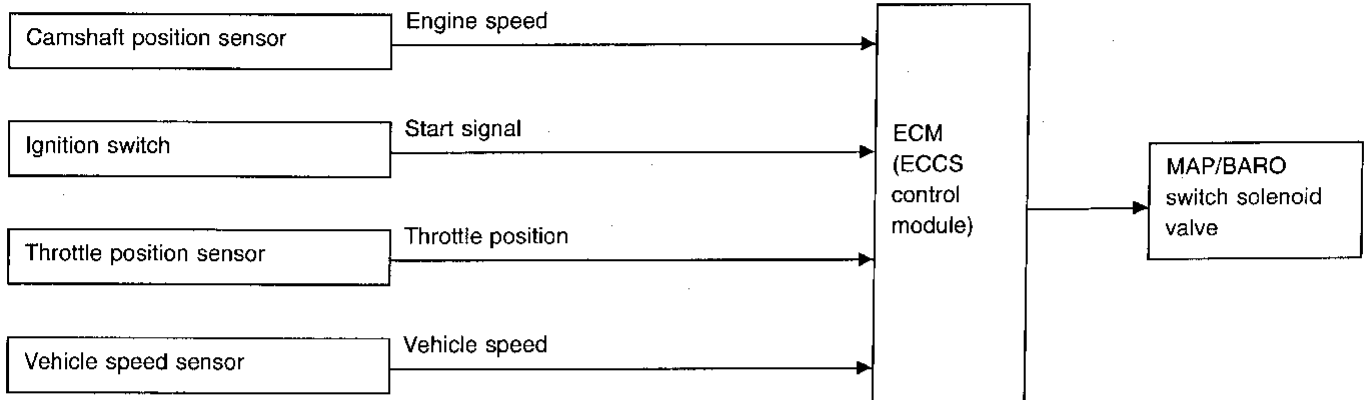 Camshaft position sensor
Engine speed
Ignition switch
Start signal
Throttle position sensor
Throttle position
Vehicle speed sensor
Vehicle speed
ECM
(ECCS
control
module)
MAP/BARO
switch solenoid
valve